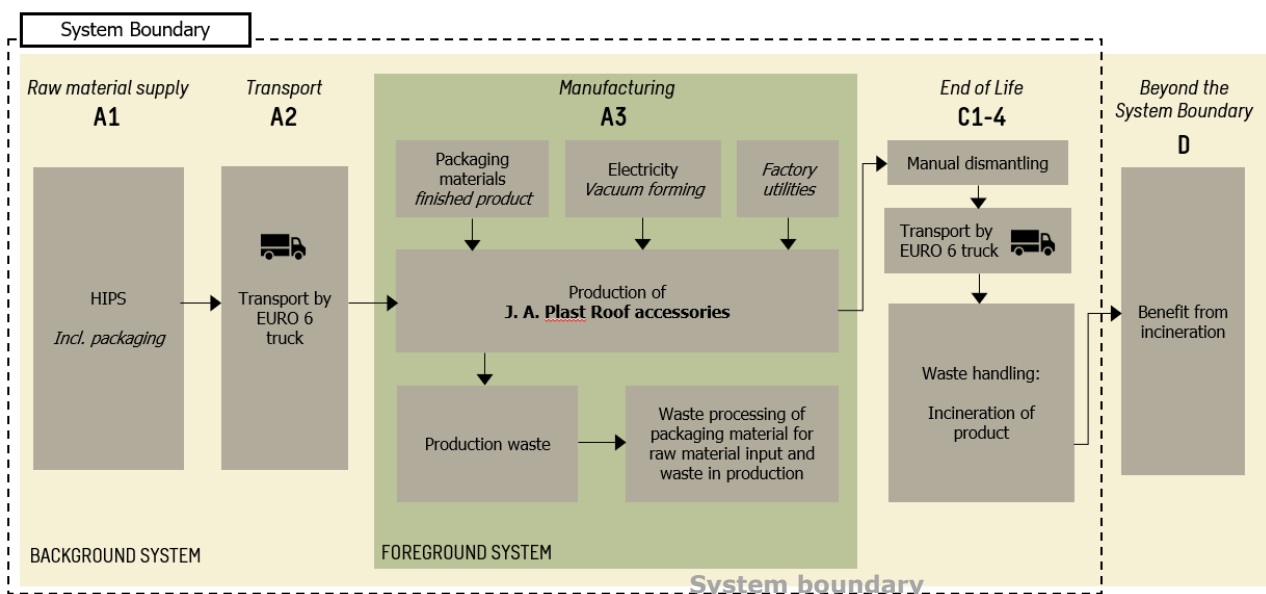 System Boundary
Raw material supply
A1
HIPS
Incl. packaging
Transport
A2
Transport by
EURO 6
truck
Manufacturing
A3
Packaging
materials
finished product
Electricity
Vacuum forming
Factory
utilities
Production of
J. A. Plast Roof accessories
Production waste
Waste processing of
packaging material for
raw material input and
waste in production
End of Life
C1-4
Manual dismantling
Transport by
EURO 6 truck
Waste handling:
Incineration of
product
Beyond the
System Boundary
D
Benefit from
incineration
BACKGROUND SYSTEM
FOREGROUND SYSTEM
System boundary